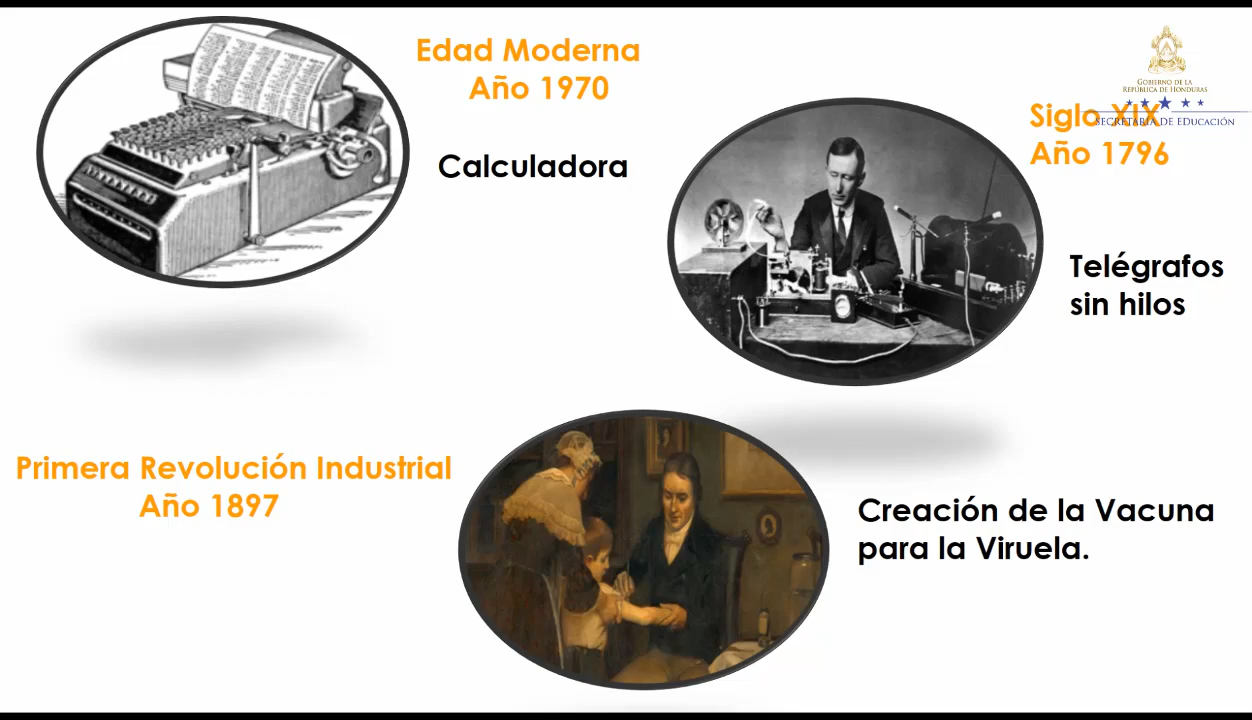 Edad Moderna
Año 1970
Calculadora
GOBIERNO DE LA
REPÚBLICA DE HONDURAS
Siglo XIX
SECRETARÍA DE EDUCACIÓN
Año 1796
Telégrafos
sin hilos
Primera Revolución Industrial
Año 1897
Creación de la Vacuna
para la Viruela.